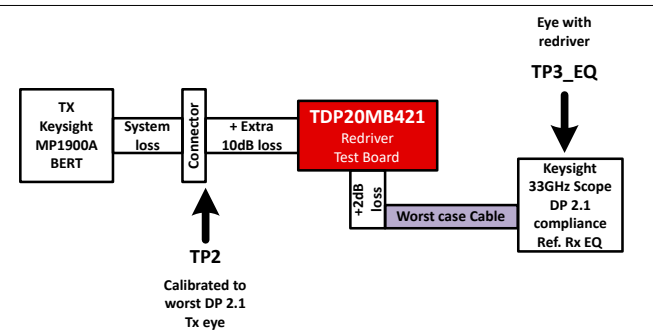 Eye with
redriver
TP3_EQ
TX
Keysight
MP1900A
BERT
System
loss
Connector
+ Extra
10dB loss
TDP20MB421
Redriver
Test Board
+2dB
loss
Worst case Cable
Keysight
33GHz Scope
DP 2.1
compliance
Ref. Rx EQ
TP2
Calibrated to
worst DP 2.1
Tx eye